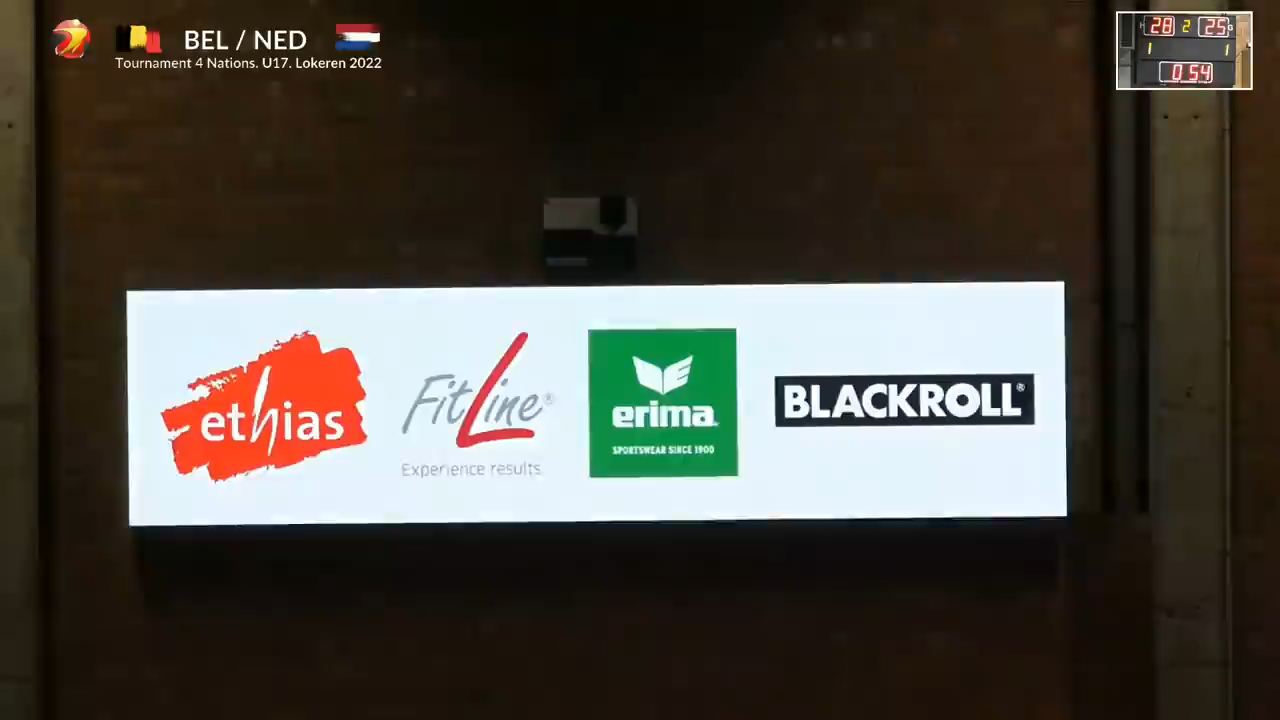 BEL / NED
Tournament 4 Nations. U17. Lokeren 2022
28 2 25
1 1
0 54
ethias
FitLine®
Experience results
erima
SPORTSWEAR SINCE 1900
BLACKROLL®